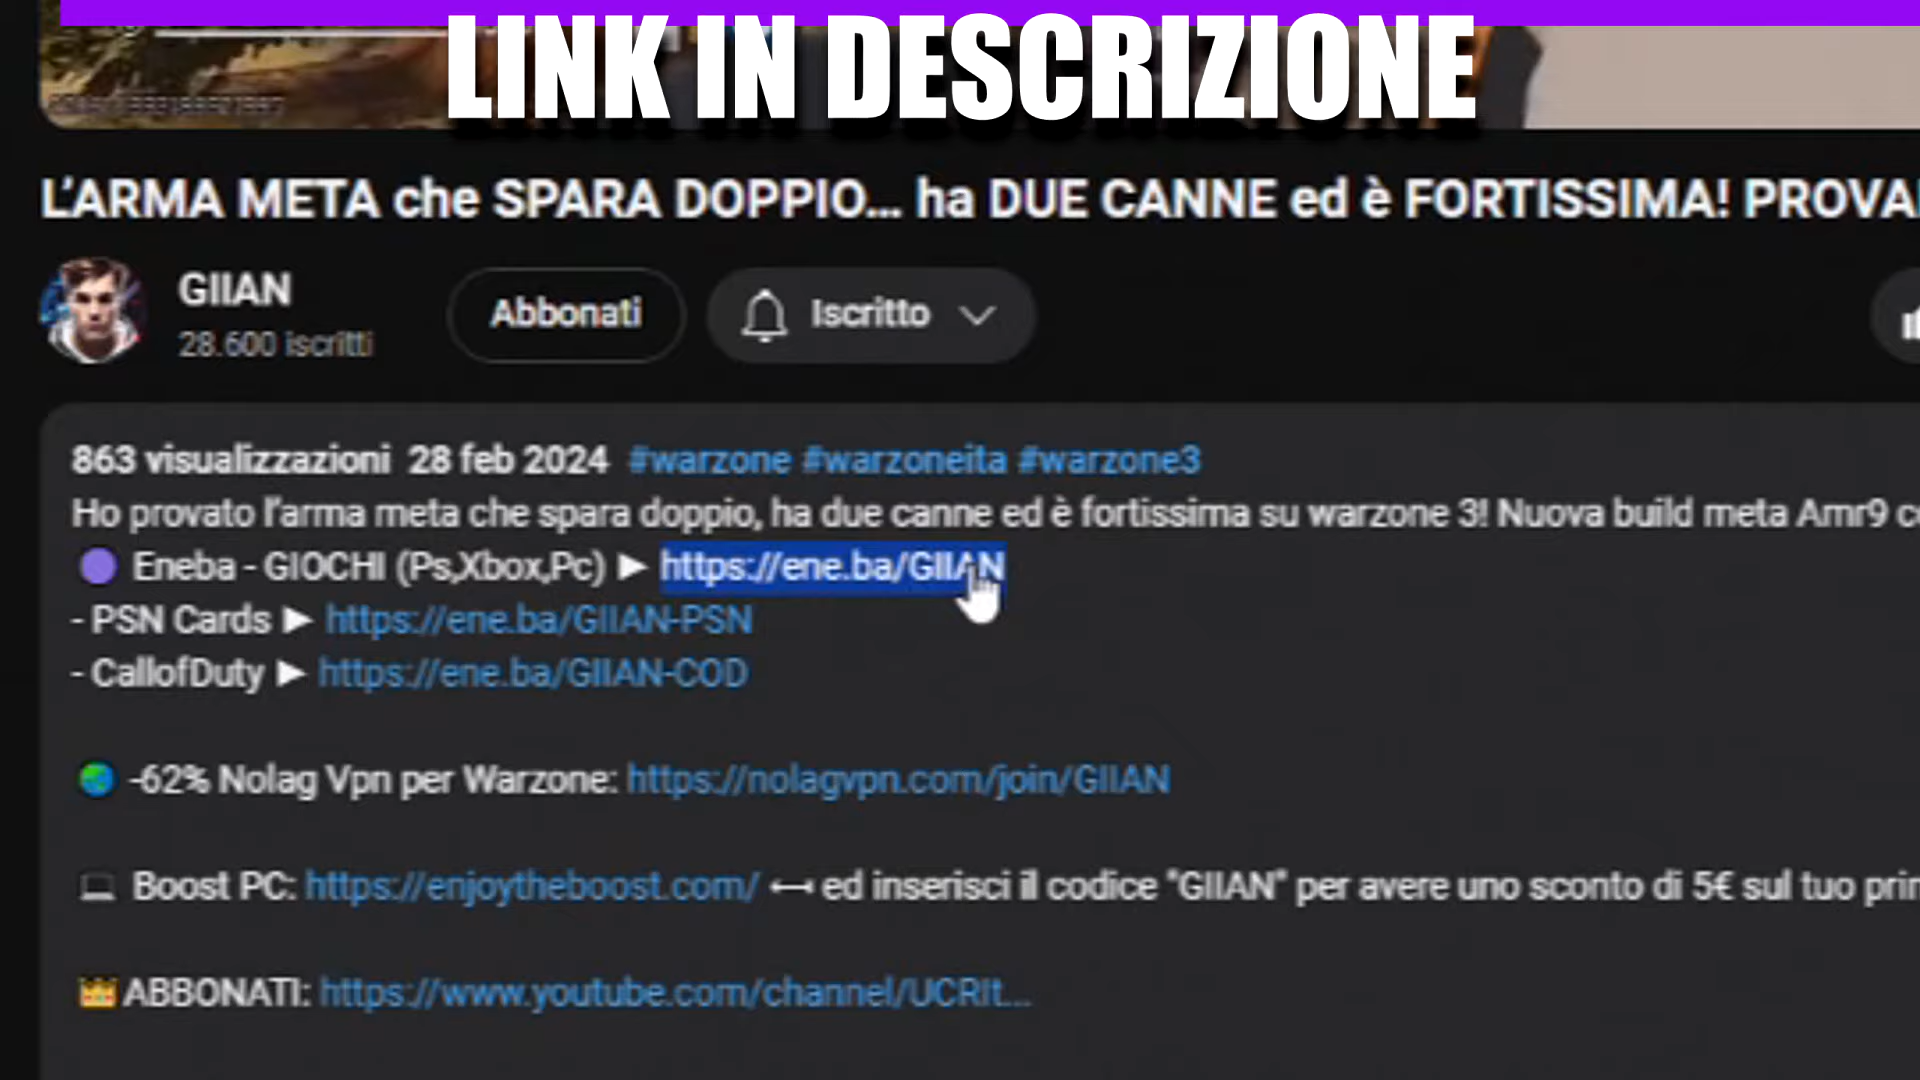 LINK IN DESCRIZIONE
L'ARMA META che SPARA DOPPIO... ha DUE CANNE ed è FORTISSIMA! PROVA
GIIAN
28.600 iscritti
Abbonati
Iscritto
863 visualizzazioni 28 feb 2024 #warzone #warzoneita #warzone3
Ho provato l'arma meta che spara doppio, ha due canne ed è fortissima su warzone 3! Nuova build meta Amr9 c
🟣 Eneba - GIOCHI (Ps,Xbox,Pc) ► https://ene.ba/GIIAN
- PSN Cards ► https://ene.ba/GIIAN-PSN
- CallofDuty ► https://ene.ba/GIIAN-COD
🌏 -62% Nolag Vpn per Warzone: https://nolagvpn.com/join/GIIAN
💻 Boost PC: https://enjoytheboost.com/ ⟻ ed inserisci il codice "GIIAN" per avere uno sconto di 5€ sul tuo prin
👑 ABBONATI: https://www.youtube.com/channel/UCRIt...